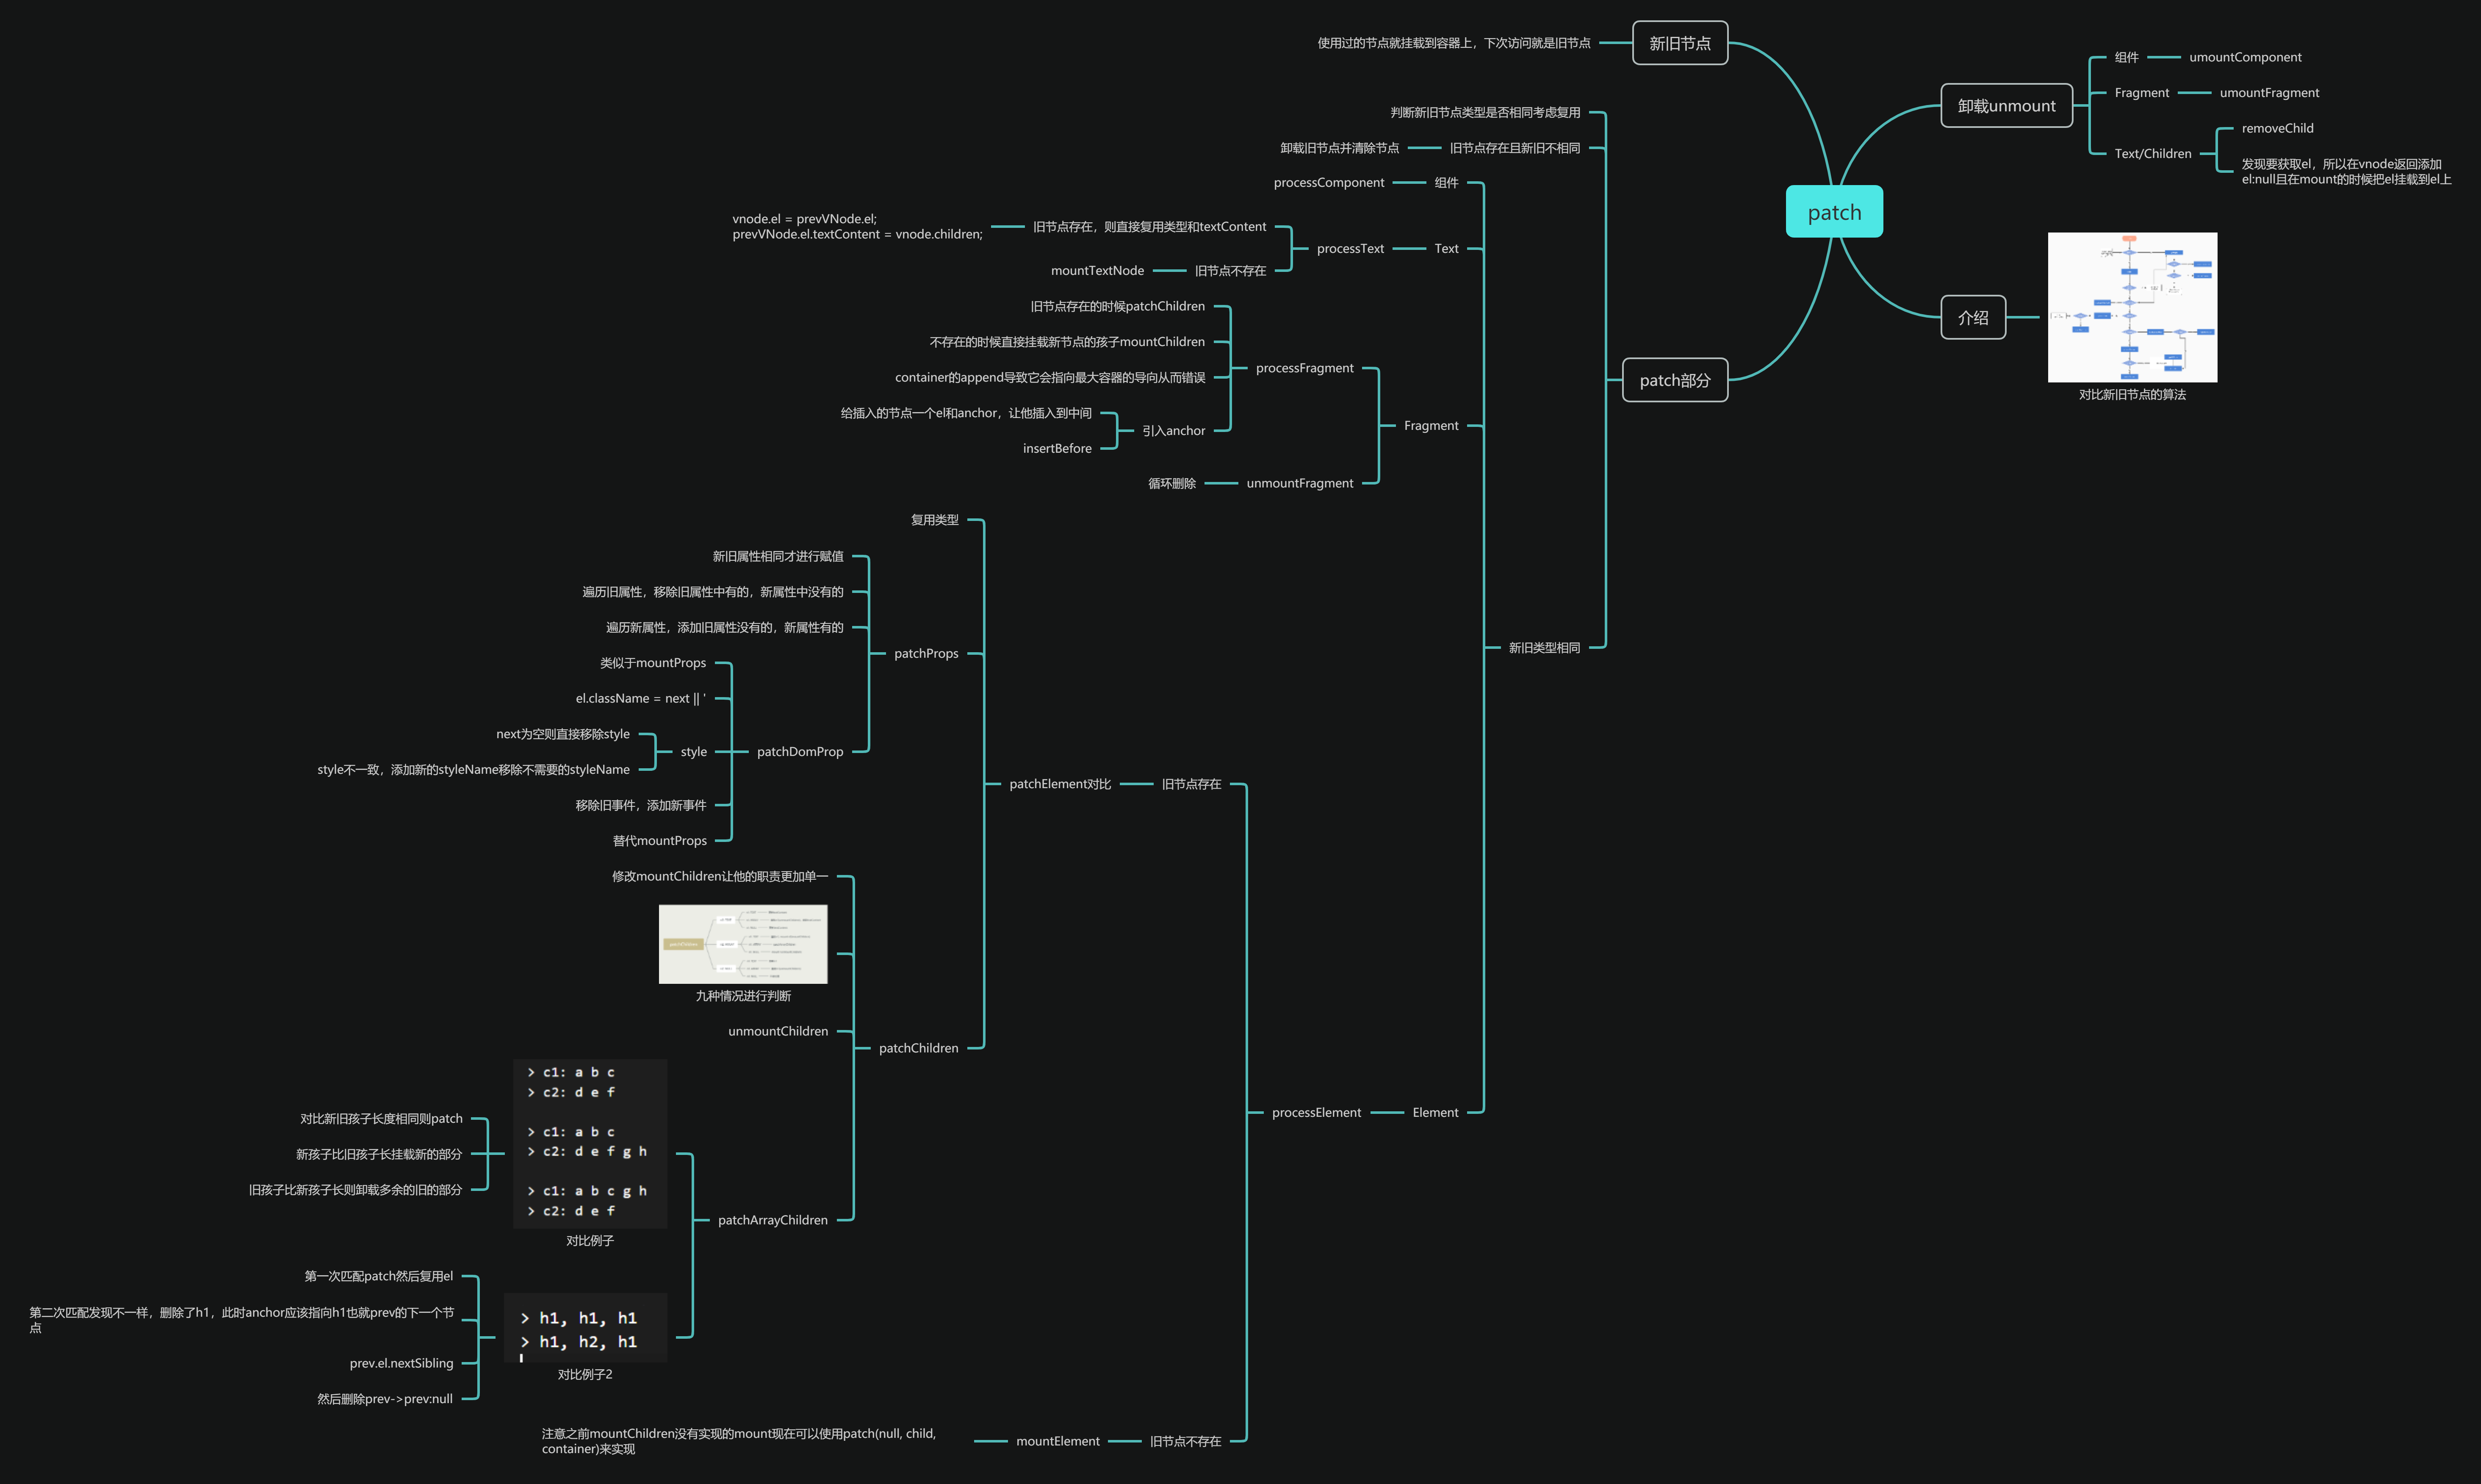 patch
新旧节点
使用过的节点就挂载到容器上，下次访问就是旧节点
卸载unmount
组件
umountComponent
Fragment
umountFragment
Text/Children
removeChild
发现要获取el，所以在vnode返回添加
el:null且在mount的时候把el挂载到el上
介绍
对比新旧节点的算法
patch部分
判断新旧节点类型是否相同考虑复用
旧节点存在且新旧不相同
卸载旧节点并清除节点
新旧类型相同
组件
processComponent
Text
processText
旧节点存在，则直接复用类型和textContent
vnode.el = prevVNode.el;
prevVNode.el.textContent = vnode.children;
旧节点不存在
mountTextNode
Fragment
processFragment
旧节点存在的时候patchChildren
不存在的时候直接挂载新节点的孩子mountChildren
container的append导致它会指向最大容器的导向从而错误
引入anchor
给插入的节点一个el和anchor，让他插入到中间
insertBefore
unmountFragment
循环删除
Element
processElement
旧节点存在
patchElement对比
复用类型
patchProps
新旧属性相同才进行赋值
遍历旧属性，移除旧属性中有的，新属性中没有的
遍历新属性，添加旧属性没有的，新属性有的
patchDomProp
类似于mountProps
el.className = next || '
style
next为空则直接移除style
style不一致，添加新的styleName移除不需要的styleName
移除旧事件，添加新事件
替代mountProps
patchChildren
修改mountChildren让他的职责更加单一
patchChildren
九种情况进行判断
unmountChildren
patchArrayChildren
> c1: a b c
> c2: d e f
> c1: a b c
> c2: d e f g h
> c1: a b c g h
> c2: d e f
对比例子
对比新旧孩子长度相同则patch
新孩子比旧孩子长挂载新的部分
旧孩子比新孩子长则卸载多余的旧的部分
> h1, h1, h1
> h1, h2, h1
对比例子2
第一次匹配patch然后复用el
第二次匹配发现不一样，删除了h1，此时anchor应该指向h1也就prev的下一个节
点
prev.el.nextSibling
然后删除prev->prev:null
旧节点不存在
mountElement
注意之前mountChildren没有实现的mount现在可以使用patch(null, child,
container)来实现